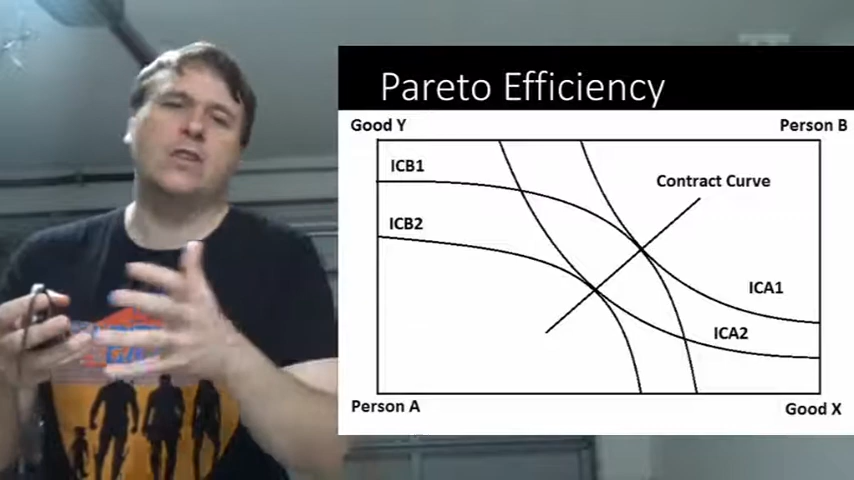 Pareto Efficiency
Good Y
Person B
ICB1
Contract Curve
ICB2
ICA1
ICA2
Person A
Good X